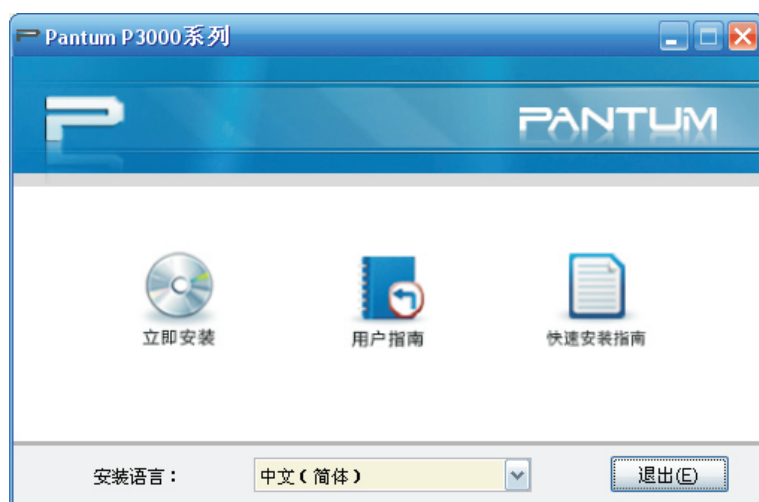 Pantum P3000系列
PANTUM
立即安装
用户指南
快速安装指南
安装语言：
中文(简体)
退出(E)